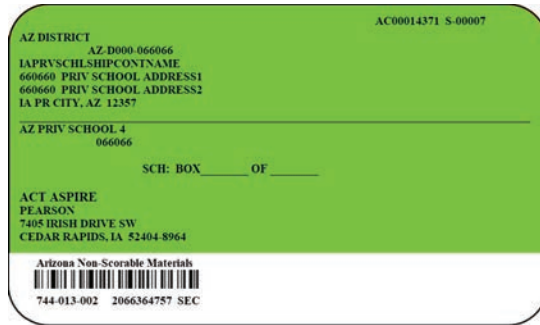 AC00014371 S-00007
AZ DISTRICT
AZ-D000-066066
IAPRVSCHLSHIPCONTNAME
660660 PRIV SCHOOL ADDRESS1
660660 PRIV SCHOOL ADDRESS2
IA PR CITY, AZ 12357
AZ PRIV SCHOOL 4
066066
SCH: BOX________ OF ________
ACT ASPIRE
PEARSON
7405 IRISH DRIVE SW
CEDAR RAPIDS, IA 52404-8964
Arizona Non-Scorable Materials
744-013-002 2066364757 SEC